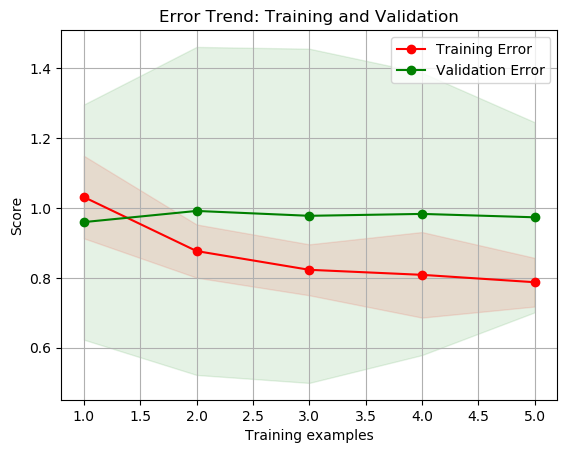 Error Trend: Training and Validation
Training Error
Validation Error
Score
1.4
1.2
1.0
0.8
0.6
1.0 1.5 2.0 2.5 3.0 3.5 4.0 4.5 5.0
Training examples